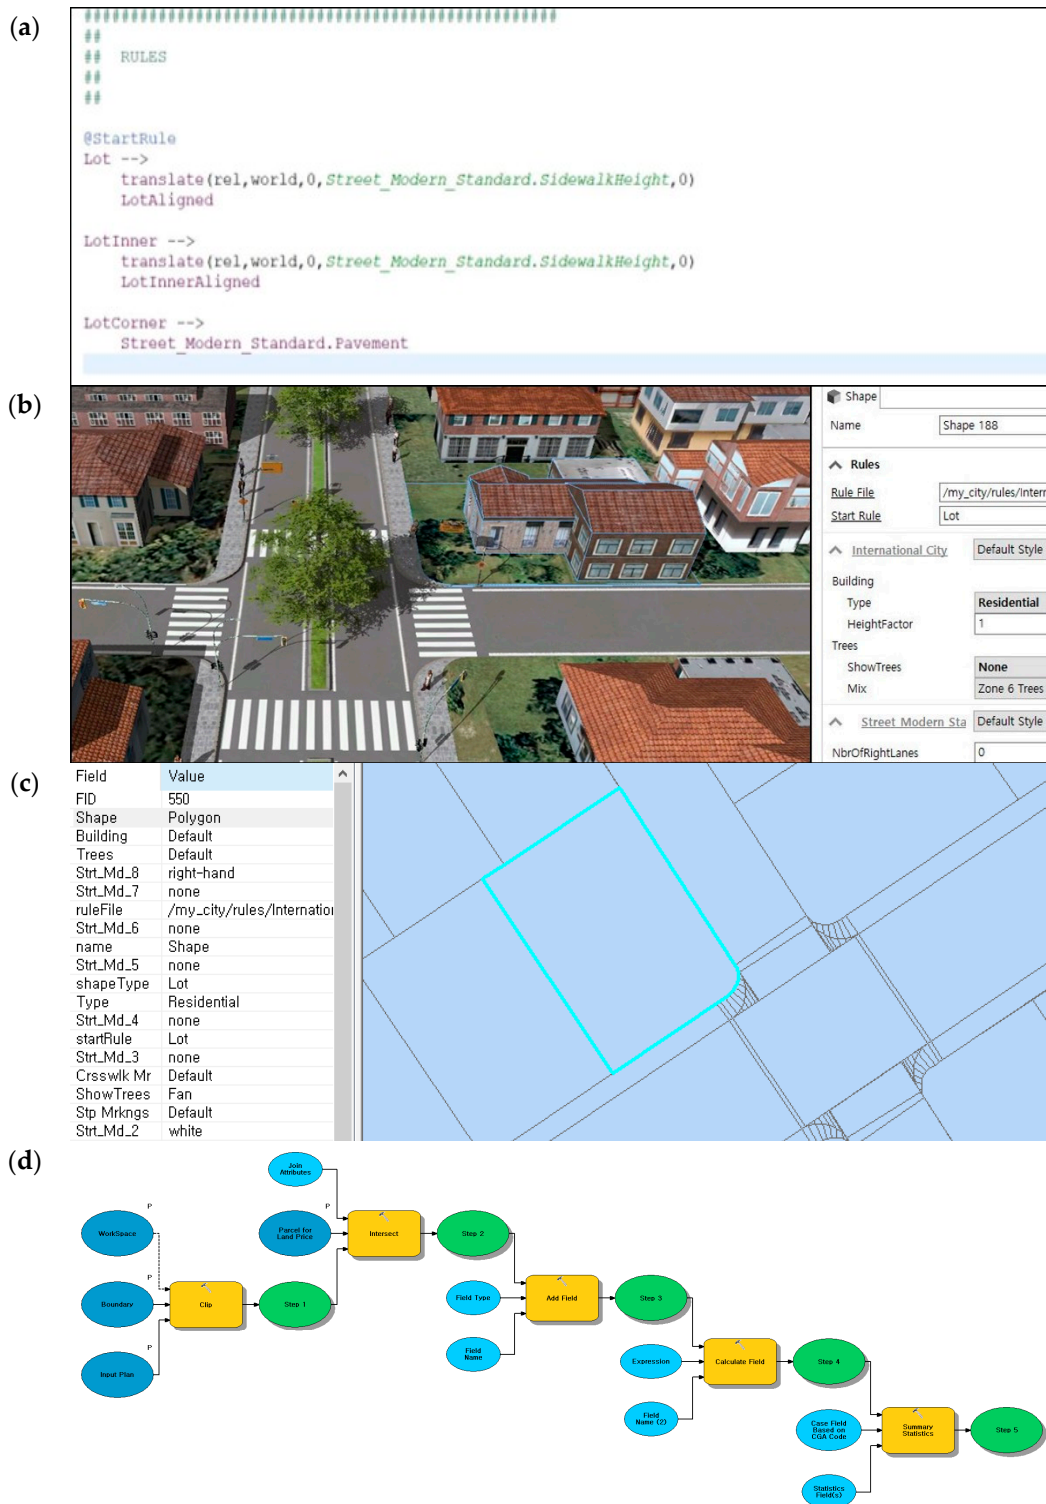 (a)
##################################################
##
## RULES
##
##
@StartRule
Lot -->
translate(rel,world,0,Street_Modern_Standard.SidewalkHeight,0)
LotAligned
LotInner -->
translate(rel,world,0,Street_Modern_Standard.SidewalkHeight,0)
LotInnerAligned
LotCorner -->
Street_Modern_Standard.Pavement
(b)
Shape
Name Shape 188
Rules
Rule File /my_city/rules/Intern
Start Rule Lot
International City Default Style
Building
Type Residential
HeightFactor 1
Trees
ShowTrees None
Mix Zone 6 Trees
Street Modern Sta Default Style
NbrOfRightLanes 0
(c)
Field Value
FID 550
Shape Polygon
Building Default
Trees Default
Strt_Md_8 right-hand
Strt_Md_7 none
ruleFile /my_city/rules/Internation
Strt_Md_6 none
name Shape
Strt_Md_5 none
shapeType Lot
Type Residential
Strt_Md_4 none
startRule Lot
Strt_Md_3 none
Crsswlk Mr Default
ShowTrees Fan
Stp Mrkngs Default
Strt_Md_2 white
(d)
Join
Attributes
P
P
WorkSpace
Parcel for
Land Price
Intersect
Step 2
P
Boundary
Clip
Step 1
Field Type
Add Field
Step 3
P
Input Plan
Field
Name
Expression
Calculate Field
Step 4
Field
Name (2)
Case Field
Based on
CGA Code
Summary
Statistics
Step 5
Statistics
Field(s)